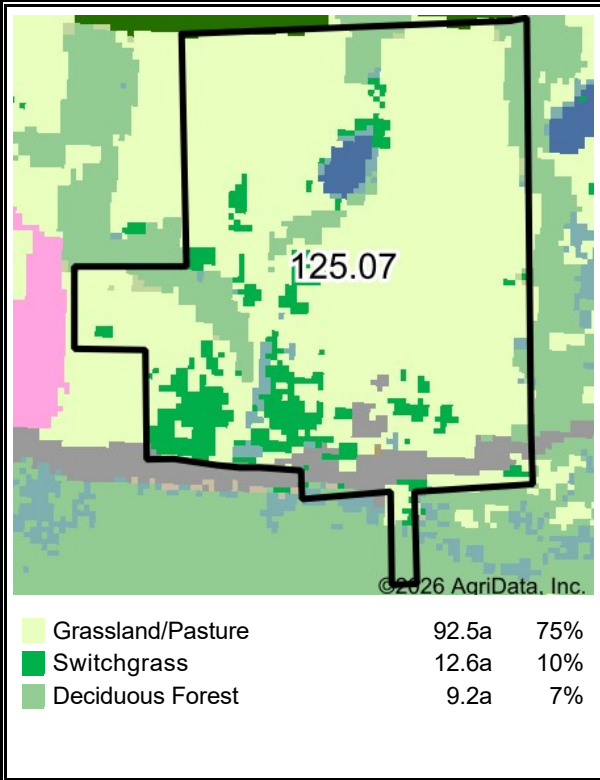 125.07
©2026 AgriData, Inc.
Grassland/Pasture 92.5a 75%
Switchgrass 12.6a 10%
Deciduous Forest 9.2a 7%